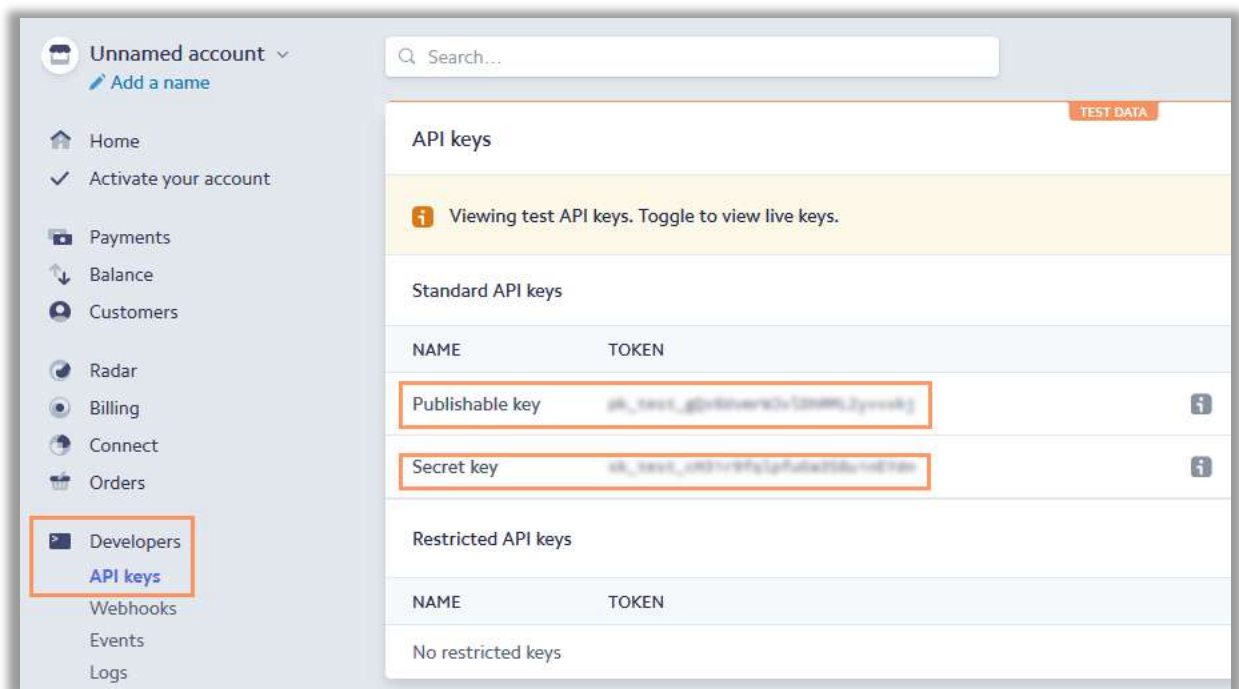 Unnamed account
Add a name
Search...
Home
Activate your account
Payments
Balance
Customers
Radar
Billing
Connect
Orders
Developers
API keys
Webhooks
Events
Logs
TEST DATA
API keys
Viewing test API keys. Toggle to view live keys.
Standard API keys
NAME TOKEN
Publishable key
Secret key
Restricted API keys
NAME TOKEN
No restricted keys